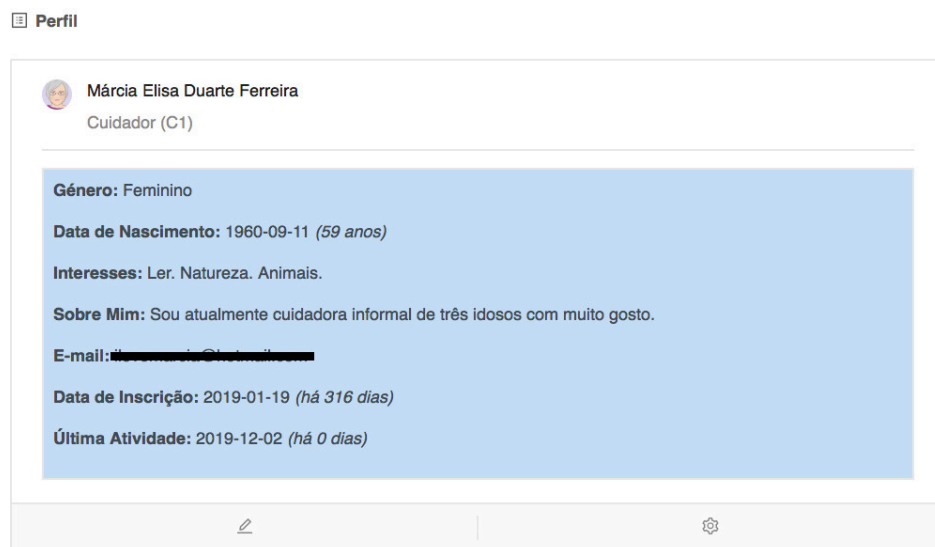 Perfil
Márcia Elisa Duarte Ferreira
Cuidador (C1)
Género: Feminino
Data de Nascimento: 1960-09-11 (59 anos)
Interesses: Ler. Natureza. Animais.
Sobre Mim: Sou atualmente cuidadora informal de três idosos com muito gosto.
E-mail:
Data de Inscrição: 2019-01-19 (há 316 dias)
Última Atividade: 2019-12-02 (há 0 dias)